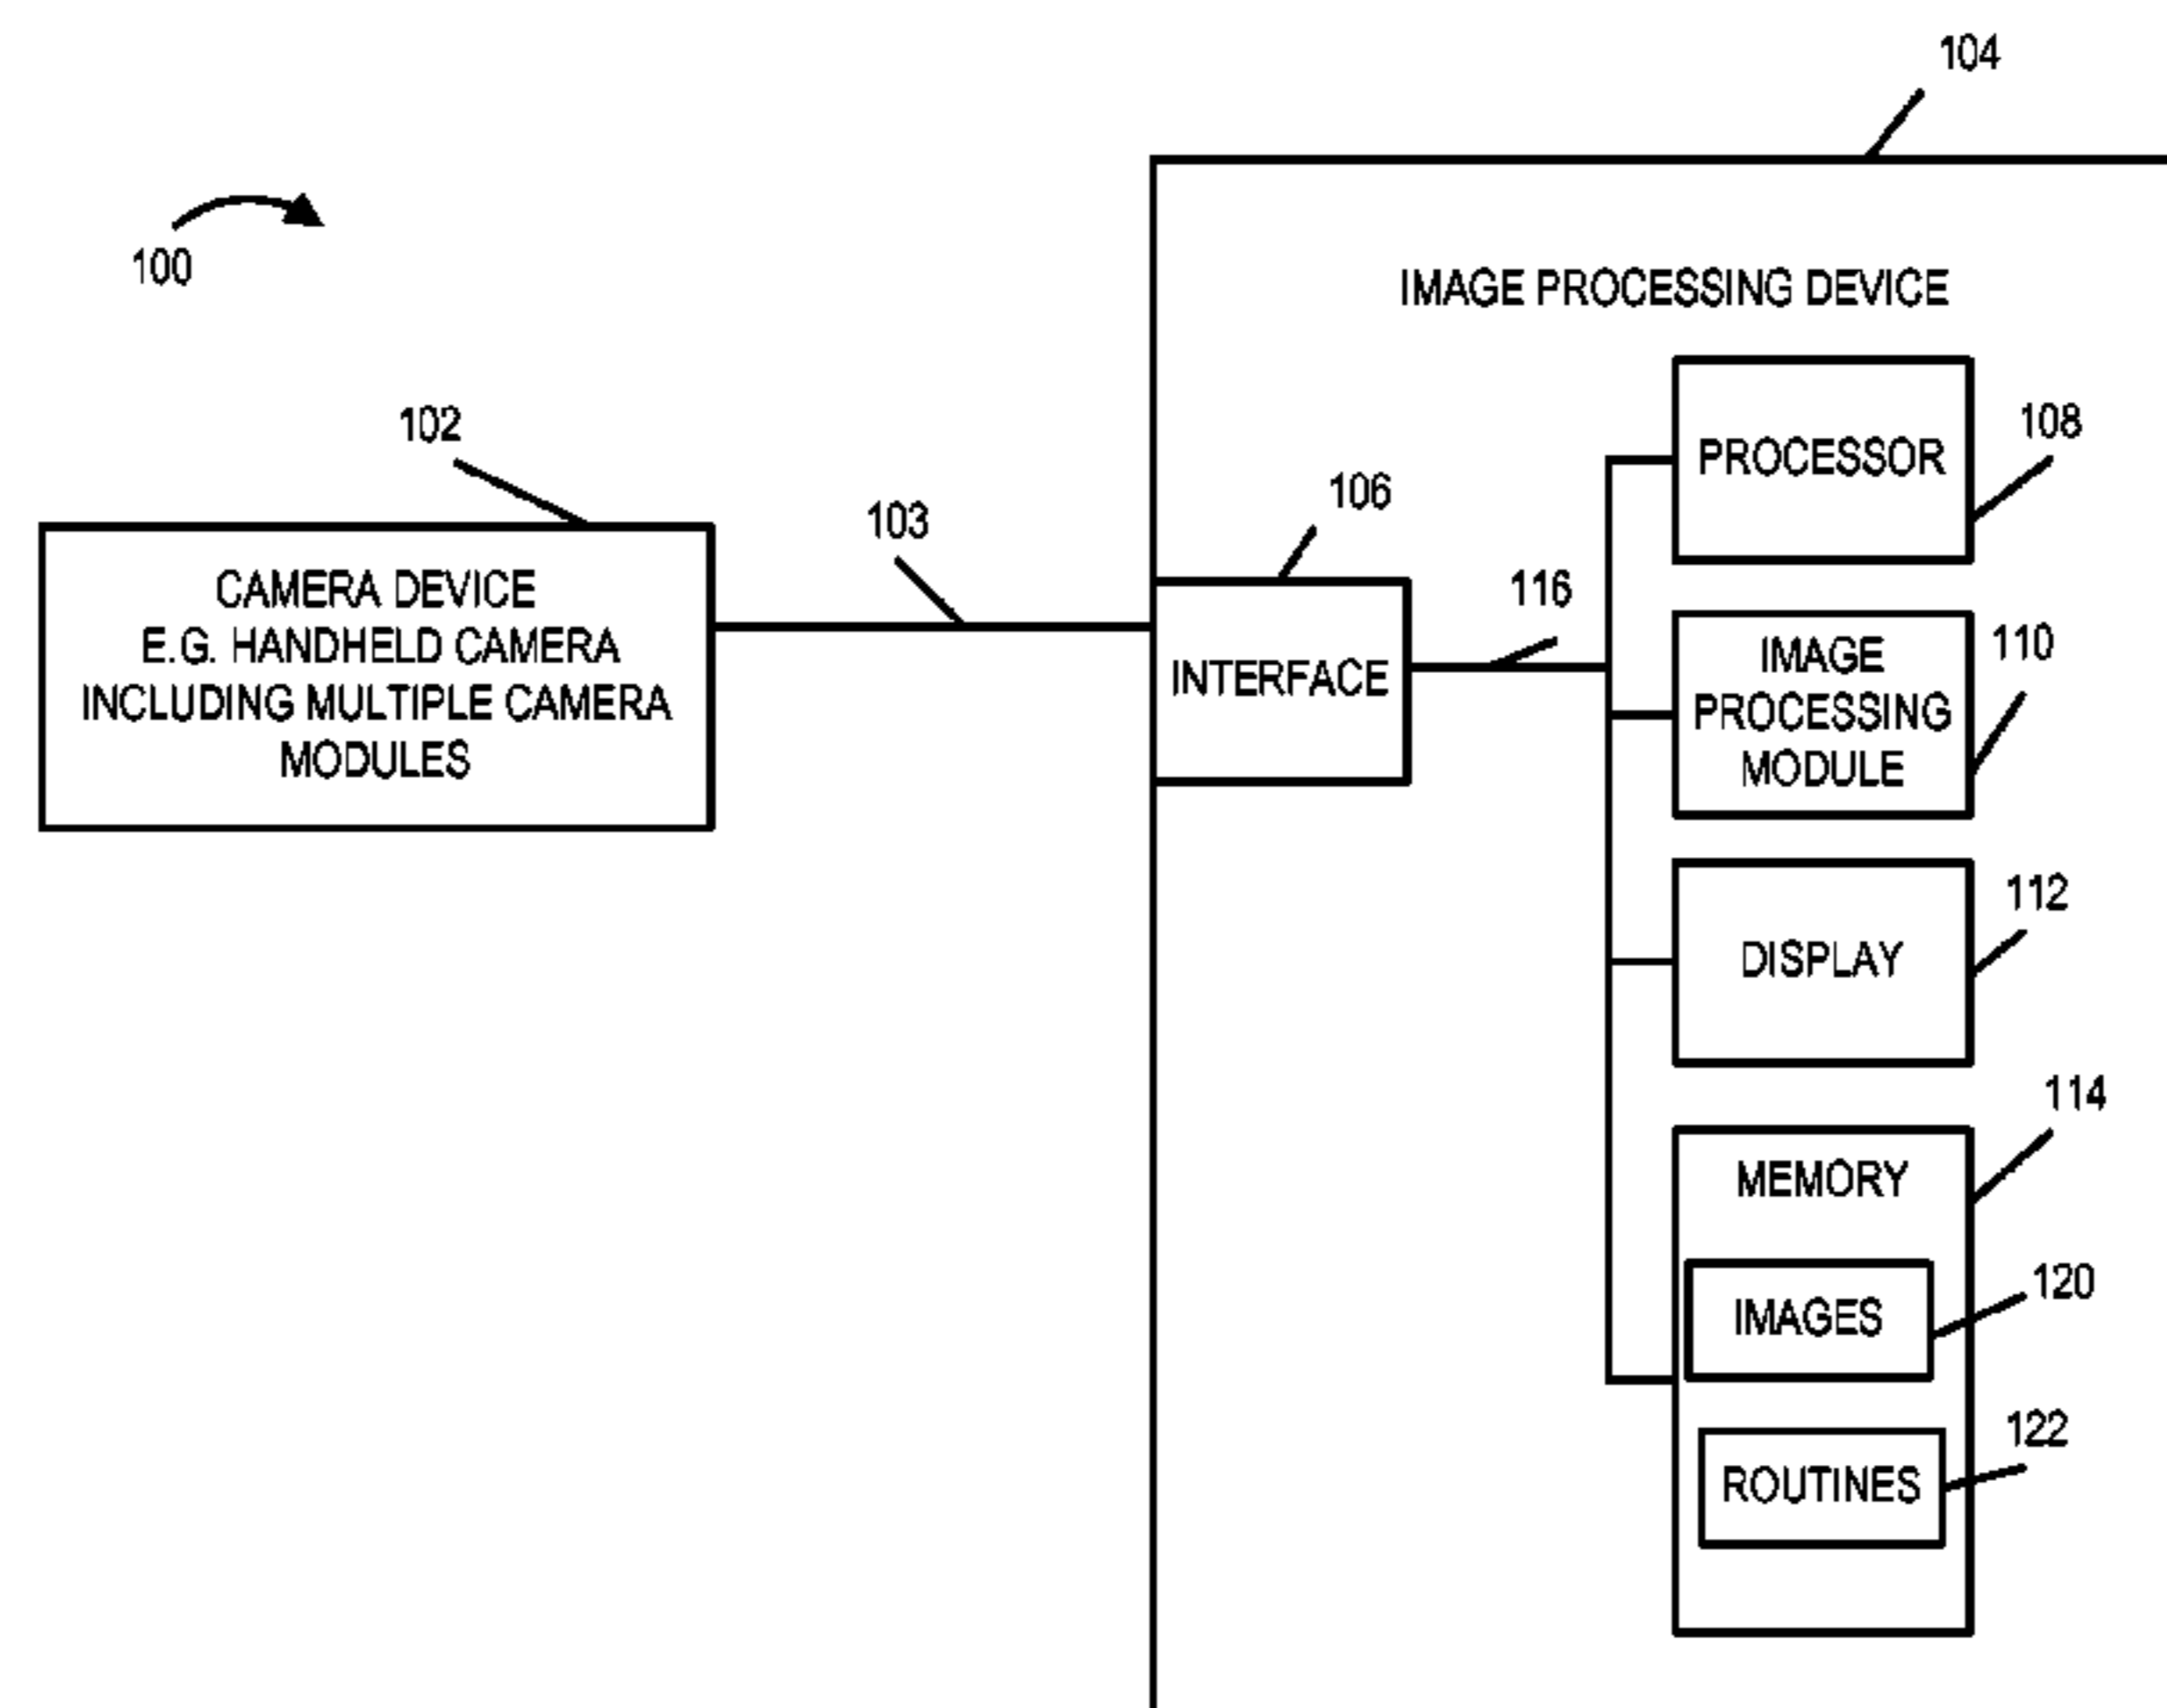 104
100
IMAGE PROCESSING DEVICE
102
CAMERA DEVICE
E.G. HANDHELD CAMERA
INCLUDING MULTIPLE CAMERA
MODULES
103
106
INTERFACE
116
PROCESSOR
108
IMAGE
PROCESSING
MODULE
110
DISPLAY
112
MEMORY
114
IMAGES
120
ROUTINES
122